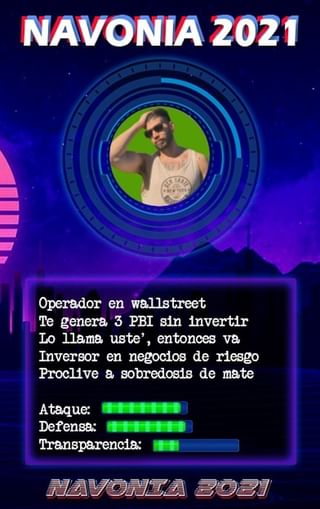 NAVONIA 2021
Operador en wallstreet
Te genera 3 PBI sin invertir
Lo llama uste', entonces va
Inversor en negocios de riesgo
Proclive a sobredosis de mate
Ataque:
Defensa:
Transparencia:
NAVONIA 2021